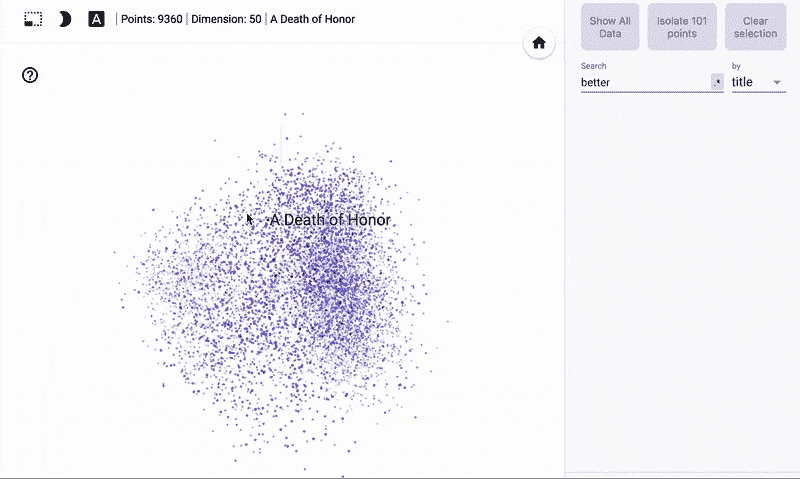 A | Points: 9360 | Dimension: 50 | A Death of Honor
Show All
Data
Isolate 101
points
Clear
selection
Search
by
better
.*
title
?
A Death of Honor